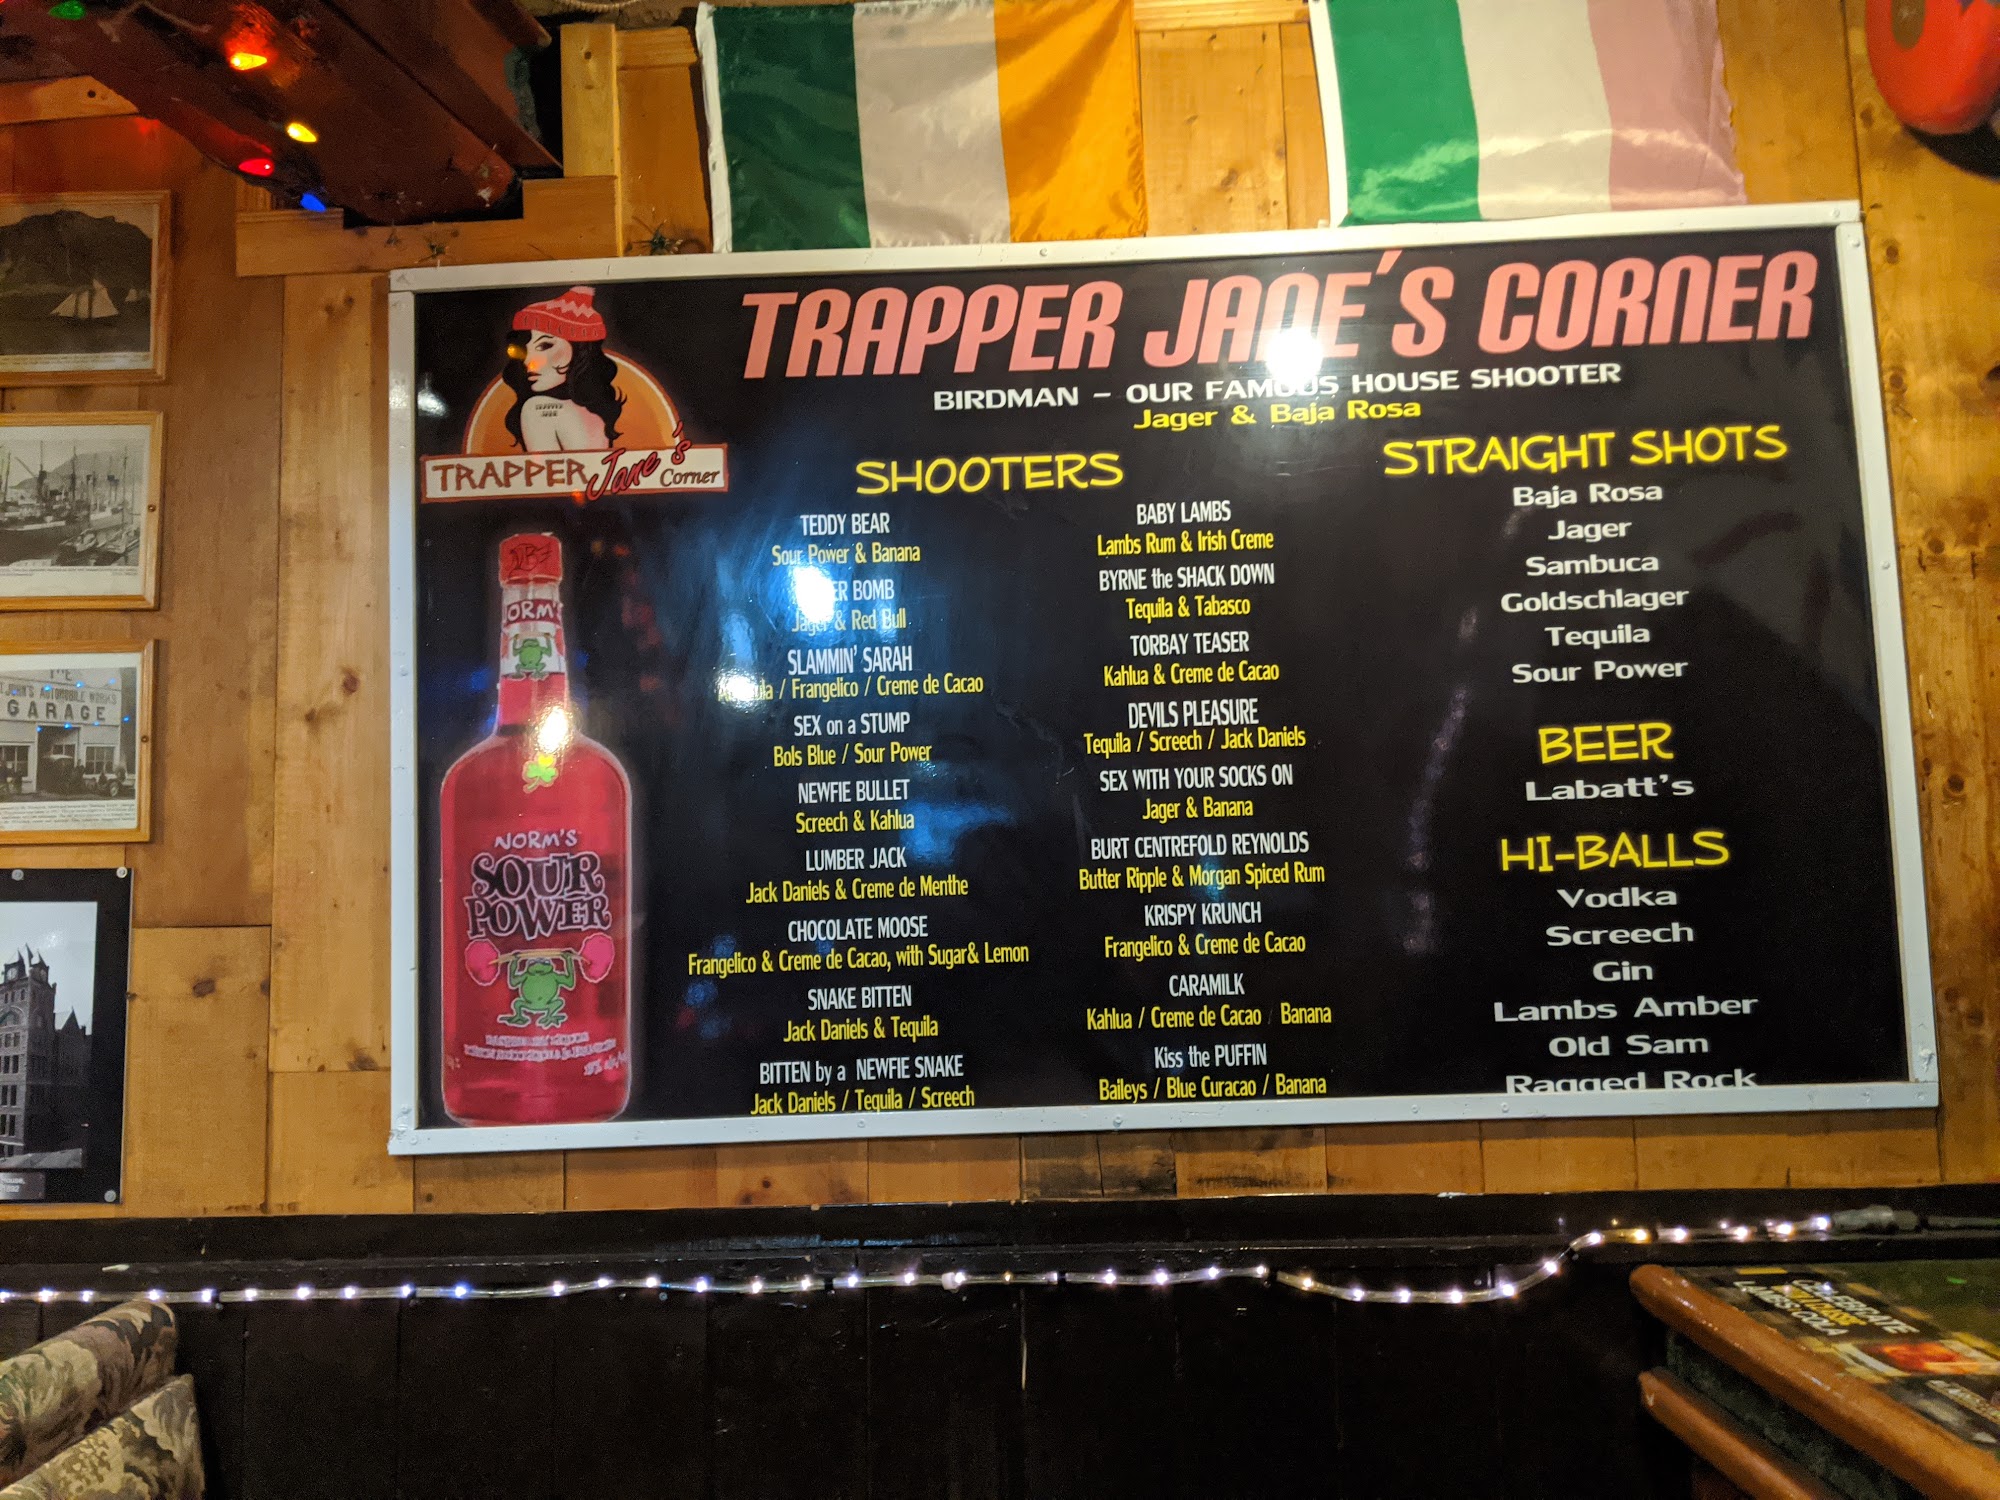 TRAPPER JANE'S CORNER
BIRDMAN – OUR FAMOUS HOUSE SHOOTER
Jager & Baja Rosa
TRAPPER Jane's Corner
SHOOTERS
TEDDY BEAR
Sour Power & Banana
BOMB
Jager & Red Bull
SLAMMIN' SARAH
/ Frangelico / Creme de Cacao
SEX on a STUMP
Bols Blue / Sour Power
NEWFIE BULLET
Screech & Kahlua
LUMBER JACK
Jack Daniels & Creme de Menthe
CHOCOLATE MOOSE
Frangelico & Creme de Cacao, with Sugar& Lemon
SNAKE BITTEN
Jack Daniels & Tequila
BITTEN by a NEWFIE SNAKE
Jack Daniels / Tequila / Screech
BABY LAMBS
Lambs Rum & Irish Creme
BYRNE the SHACK DOWN
Tequila & Tabasco
TORBAY TEASER
Kahlua & Creme de Cacao
DEVILS PLEASURE
Tequila / Screech / Jack Daniels
SEX WITH YOUR SOCKS ON
Jager & Banana
BURT CENTREFOLD REYNOLDS
Butter Ripple & Morgan Spiced Rum
KRISPY KRUNCH
Frangelico & Creme de Cacao
CARAMILK
Kahlua / Creme de Cacao / Banana
Kiss the PUFFIN
Baileys / Blue Curacao / Banana
STRAIGHT SHOTS
Baja Rosa
Jager
Sambuca
Goldschlager
Tequila
Sour Power
BEER
Labatt's
HI-BALLS
Vodka
Screech
Gin
Lambs Amber
Old Sam
Ragged Rock
NORM'S
SOUR
POWER
AUTOMOBILE WORKS
GARAGE
CELEBRATE
LAMB'S COLA